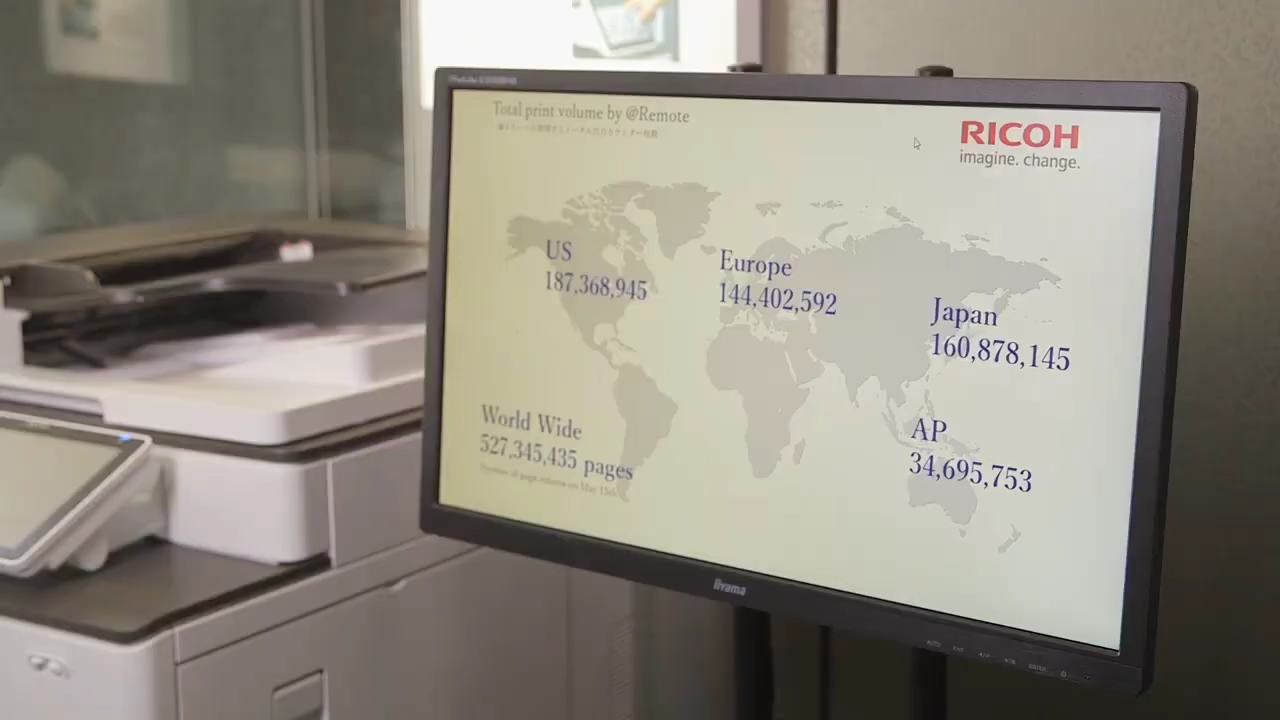 Total print volume by @Remote
RICOH
imagine. change.
US
187,368,945
Europe
144,402,592
Japan
160,878,145
World Wide
527,345,435 pages
AP
34,695,753
iiyama